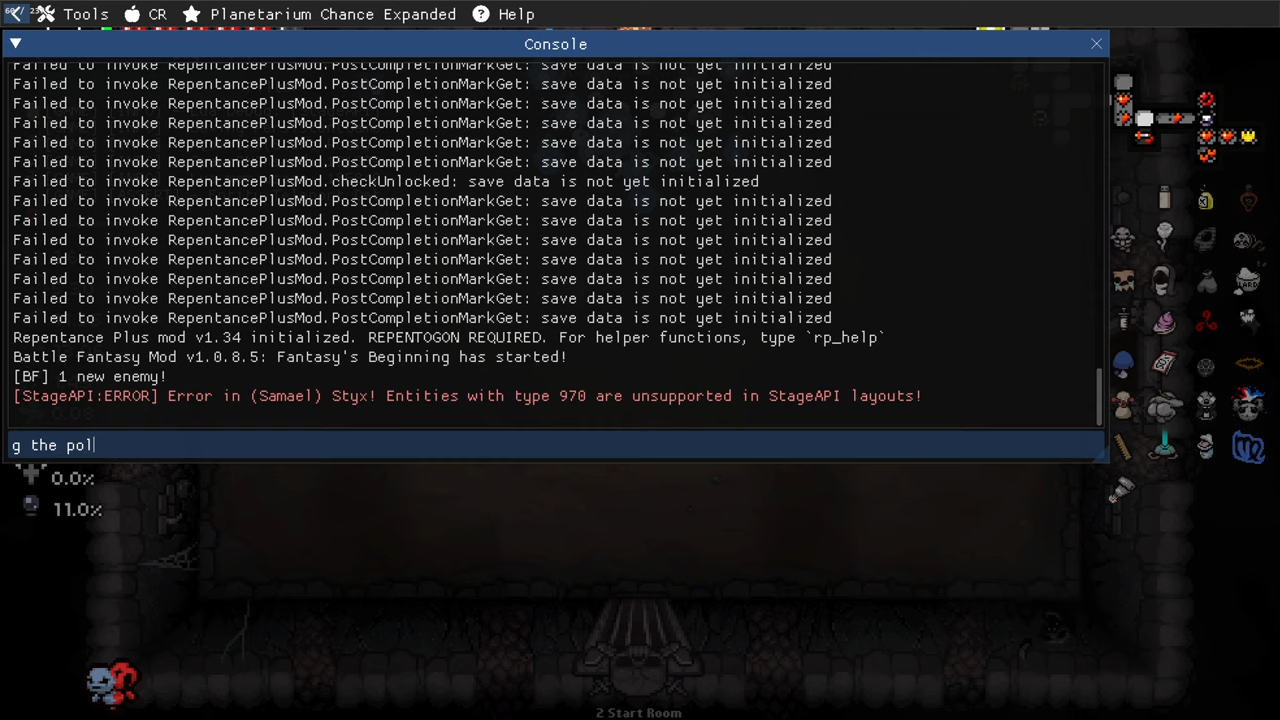 Tools CR Planetarium Chance Expanded Help
Console
Failed to invoke RepentancePlusMod.PostCompletionMarkGet: save data is not yet initialized
Failed to invoke RepentancePlusMod.PostCompletionMarkGet: save data is not yet initialized
Failed to invoke RepentancePlusMod.PostCompletionMarkGet: save data is not yet initialized
Failed to invoke RepentancePlusMod.PostCompletionMarkGet: save data is not yet initialized
Failed to invoke RepentancePlusMod.PostCompletionMarkGet: save data is not yet initialized
Failed to invoke RepentancePlusMod.PostCompletionMarkGet: save data is not yet initialized
Failed to invoke RepentancePlusMod.checkUnlocked: save data is not yet initialized
Failed to invoke RepentancePlusMod.PostCompletionMarkGet: save data is not yet initialized
Failed to invoke RepentancePlusMod.PostCompletionMarkGet: save data is not yet initialized
Failed to invoke RepentancePlusMod.PostCompletionMarkGet: save data is not yet initialized
Failed to invoke RepentancePlusMod.PostCompletionMarkGet: save data is not yet initialized
Failed to invoke RepentancePlusMod.PostCompletionMarkGet: save data is not yet initialized
Failed to invoke RepentancePlusMod.PostCompletionMarkGet: save data is not yet initialized
Failed to invoke RepentancePlusMod.PostCompletionMarkGet: save data is not yet initialized
Repentance Plus mod v1.34 initialized. REPENTOGON REQUIRED. For helper functions, type `rp_help`
Battle Fantasy Mod v1.0.8.5: Fantasy's Beginning has started!
[BF] 1 new enemy!
[StageAPI:ERROR] Error in (Samael) Styx! Entities with type 970 are unsupported in StageAPI layouts!
g the pol
0.0%
11.0%
2 Start Room